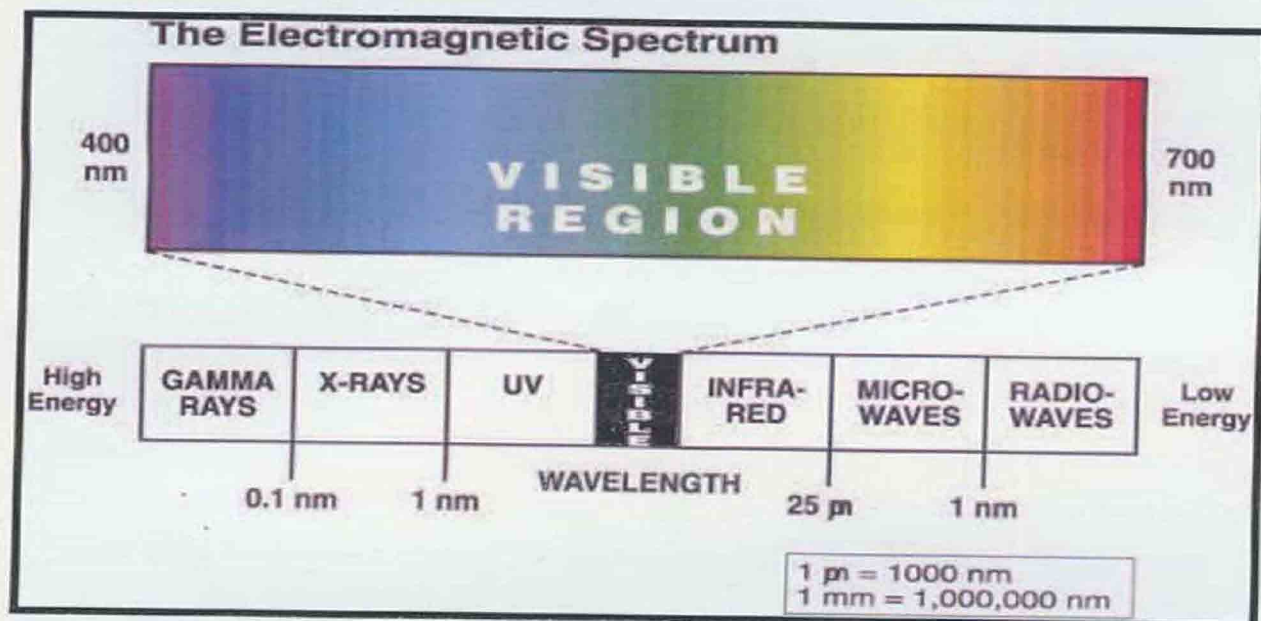 The Electromagnetic Spectrum
400
nm
VISIBLE
REGION
700
nm
High
Energy
GAMMA
RAYS
X-RAYS
UV
VISIBLE
INFRA-
RED
MICRO-
WAVES
RADIO-
WAVES
Low
Energy
0.1 nm
1 nm
WAVELENGTH
25 pn
1 nm
1 pn = 1000 nm
1 mm = 1,000,000 nm